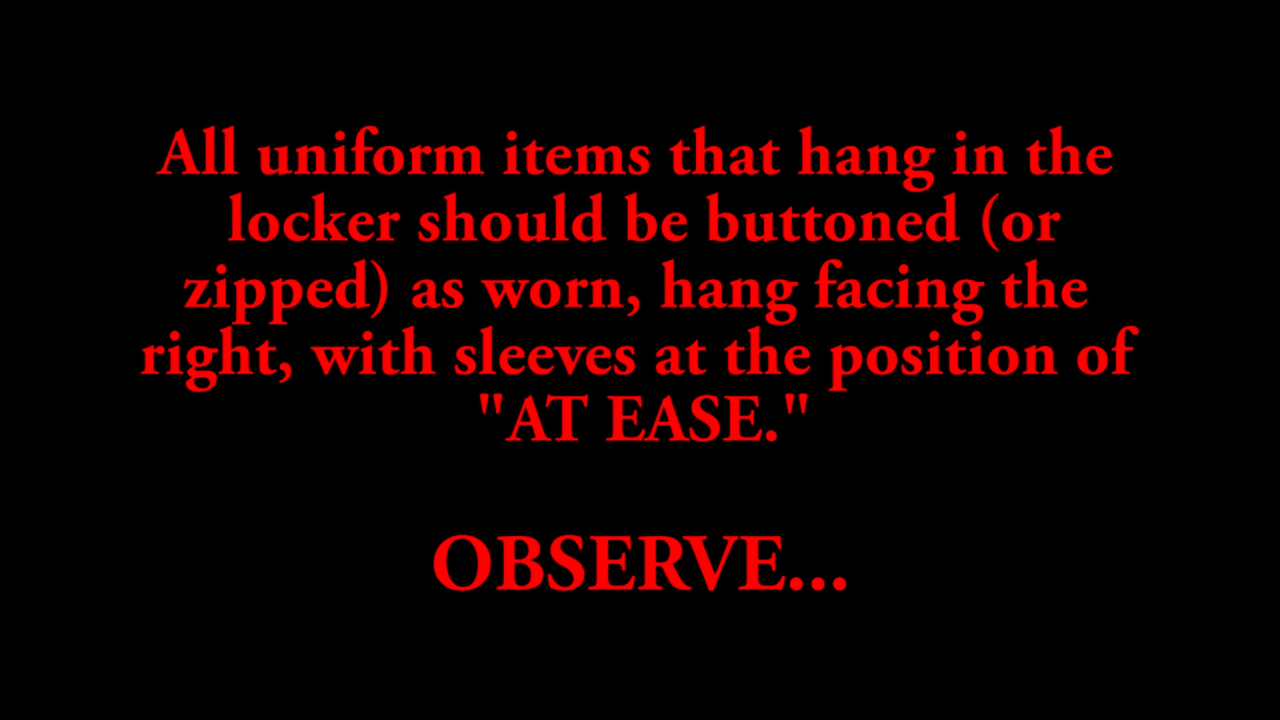 All uniform items that hang in the
locker should be buttoned (or
zipped) as worn, hang facing the
right, with sleeves at the position of
"AT EASE."
OBSERVE...